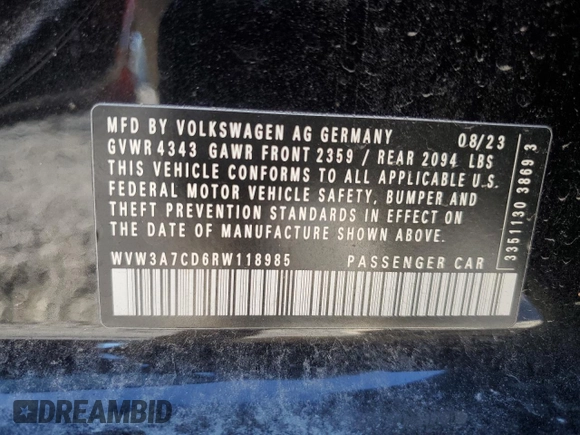 MFD BY VOLKSWAGEN AG GERMANY 08/23
GVWR 4343 GAWR FRONT 2359 / REAR 2094 LBS
THIS VEHICLE CONFORMS TO ALL APPLICABLE U.S.
FEDERAL MOTOR VEHICLE SAFETY, BUMPER AND
THEFT PREVENTION STANDARDS IN EFFECT ON
THE DATE OF MANUFACTURE SHOWN ABOVE.
WVW3A7CD6RW118985 PASSENGER CAR
33511130 3869 3
DREAMBID